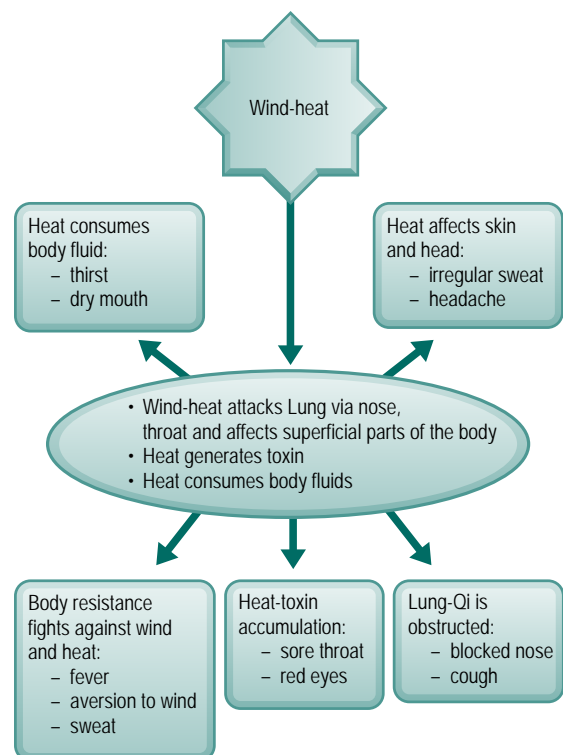 Wind-heat
Heat consumes
body fluid:
– thirst
– dry mouth
Heat affects skin
and head:
– irregular sweat
– headache
• Wind-heat attacks Lung via nose,
throat and affects superficial parts of the body
• Heat generates toxin
• Heat consumes body fluids
Body resistance
fights against wind
and heat:
– fever
– aversion to wind
– sweat
Heat-toxin
accumulation:
– sore throat
– red eyes
Lung-Qi is
obstructed:
– blocked nose
– cough